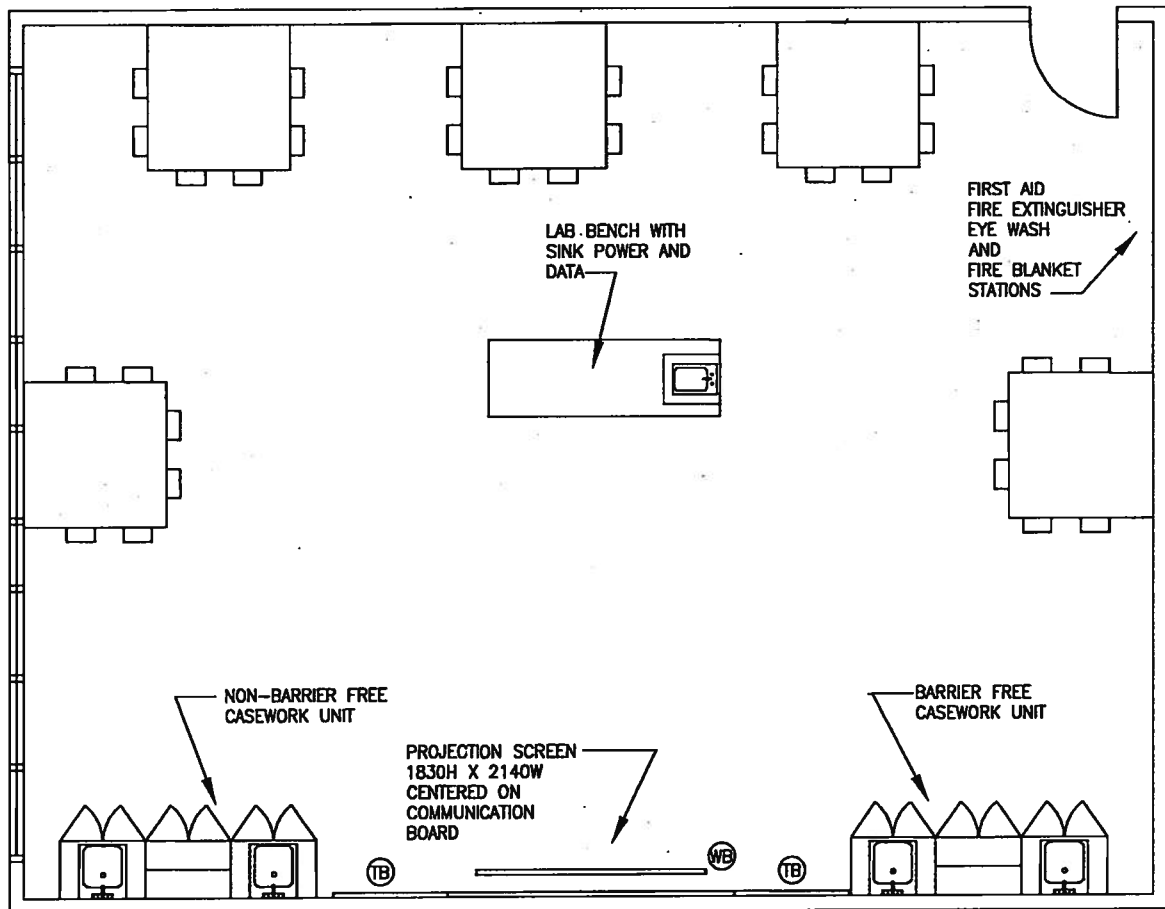 FIRST AID
FIRE EXTINGUISHER
EYE WASH
AND
FIRE BLANKET
STATIONS
LAB BENCH WITH
SINK POWER AND
DATA
NON-BARRIER FREE
CASEWORK UNIT
BARRIER FREE
CASEWORK UNIT
PROJECTION SCREEN
1830H X 2140W
CENTERED ON
COMMUNICATION
BOARD
TB
WB
TB